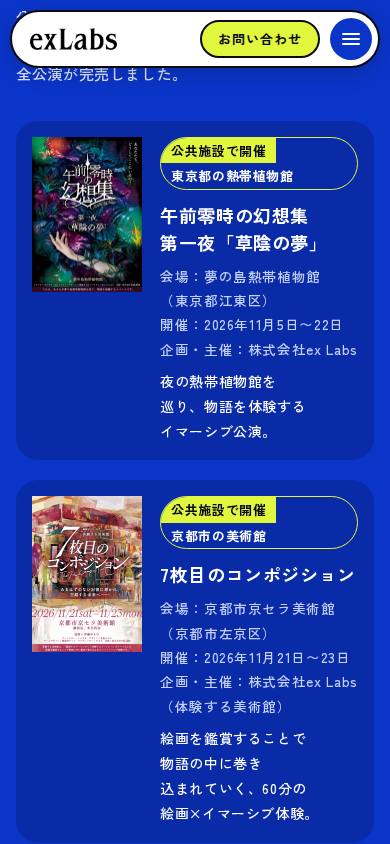 exLabs
お問い合わせ
全公演が完売しました。
あなたと、
午前零時の
幻想集
第一夜
「草陰の夢」
公共施設で開催
東京都の熱帯植物館
午前零時の幻想集
第一夜「草陰の夢」
会場：夢の島熱帯植物館
（東京都江東区）
開催：2026年11月5日〜22日
企画・主催：株式会社ex Labs
夜の熱帯植物館を
巡り、物語を体験する
イマーシブ公演。
7枚目の
コンポジション
2026/11/21sat–11/23mon
京都市京セラ美術館
公共施設で開催
京都市の美術館
7枚目のコンポジション
会場：京都市京セラ美術館
（京都市左京区）
開催：2026年11月21日〜23日
企画・主催：株式会社ex Labs
（体験する美術館）
絵画を鑑賞することで
物語の中に巻き
込まれていく、60分の
絵画×イマーシブ体験。